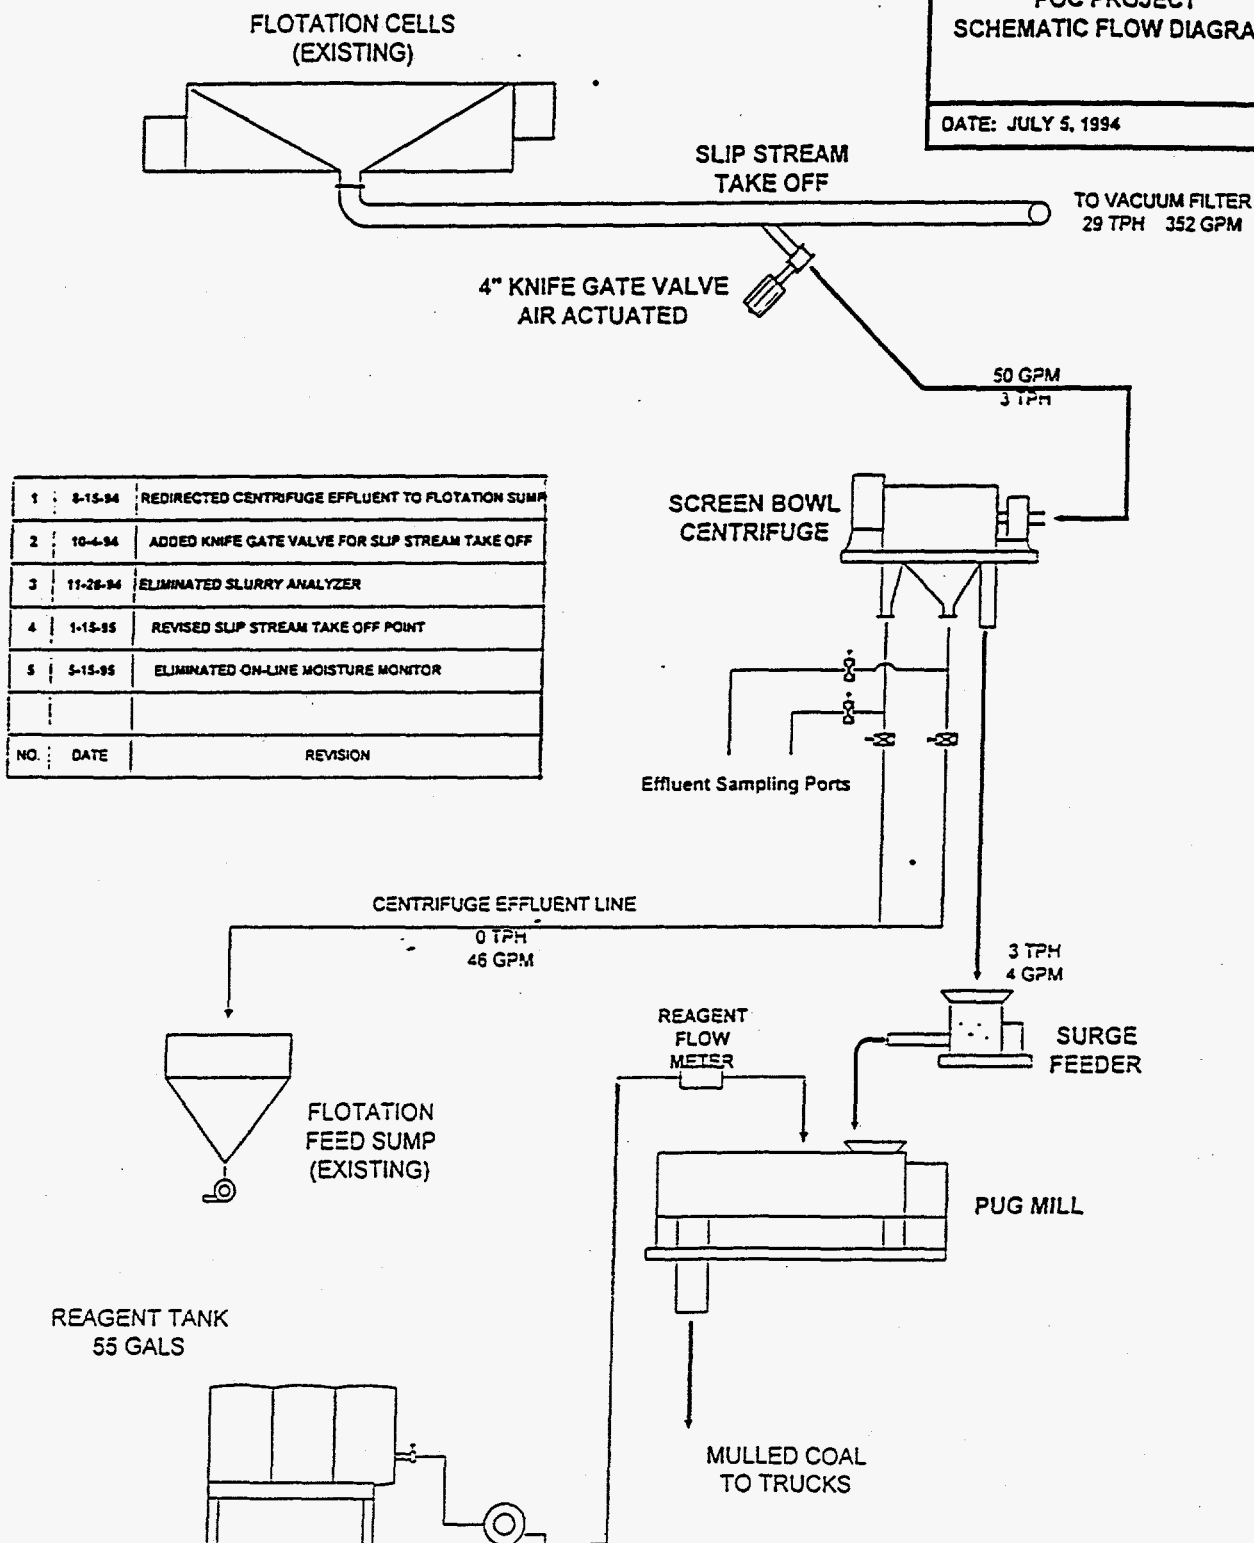 FLOTATION CELLS
(EXISTING)
POC PROJECT
SCHEMATIC FLOW DIAGRA
DATE: JULY 5, 1994
SLIP STREAM
TAKE OFF
TO VACUUM FILTER
29 TPH 352 GPM
4" KNIFE GATE VALVE
AIR ACTUATED
50 GPM
3 TPH
1 8-15-94 REDIRECTED CENTRIFUGE EFFLUENT TO FLOTATION SUMP
2 10-4-94 ADDED KNIFE GATE VALVE FOR SLIP STREAM TAKE OFF
3 11-28-94 ELIMINATED SLURRY ANALYZER
4 1-15-95 REVISED SLIP STREAM TAKE OFF POINT
5 5-15-95 ELIMINATED ON-LINE MOISTURE MONITOR
NO. DATE REVISION
SCREEN BOWL
CENTRIFUGE
Effluent Sampling Ports
CENTRIFUGE EFFLUENT LINE
0 TPH
46 GPM
3 TPH
4 GPM
REAGENT
FLOW
METER
SURGE
FEEDER
FLOTATION
FEED SUMP
(EXISTING)
PUG MILL
REAGENT TANK
55 GALS
MULLED COAL
TO TRUCKS